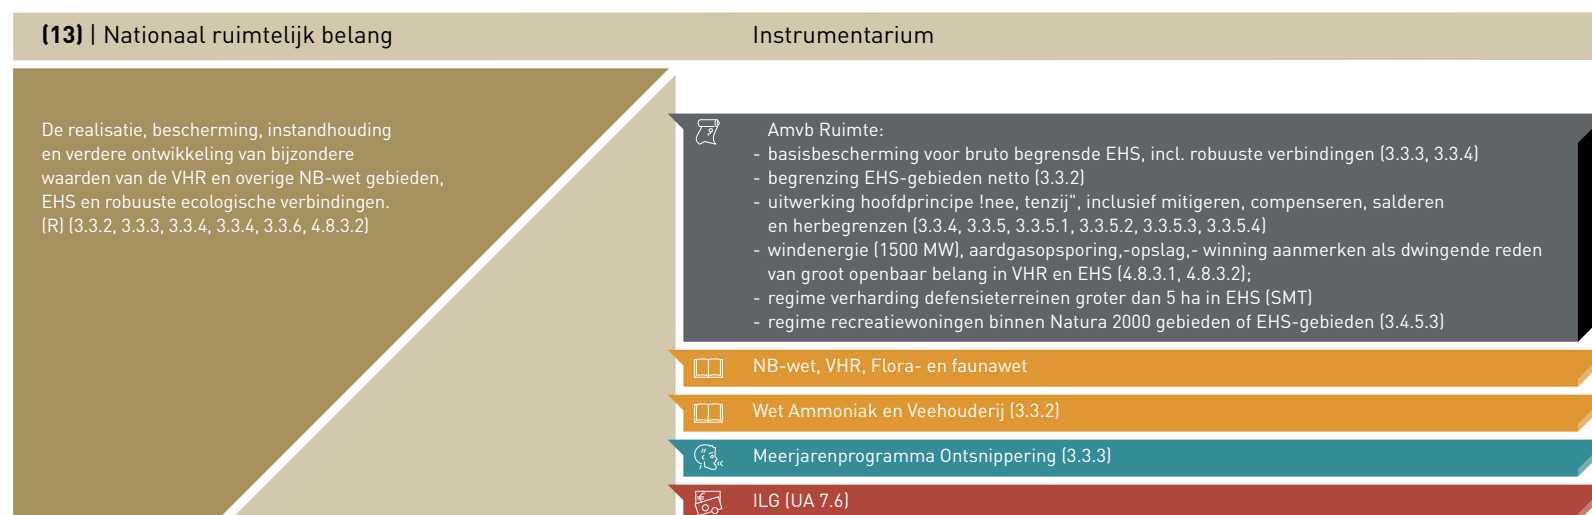 (13) | Nationaal ruimtelijk belang
Instrumentarium
De realisatie, bescherming, instandhouding
en verdere ontwikkeling van bijzondere
waarden van de VHR en overige NB-wet gebieden,
EHS en robuuste ecologische verbindingen.
(R) (3.3.2, 3.3.3, 3.3.4, 3.3.4, 3.3.6, 4.8.3.2)
Amvb Ruimte:
- basisbescherming voor bruto begrensde EHS, incl. robuuste verbindingen (3.3.3, 3.3.4)
- begrenzing EHS-gebieden netto (3.3.2)
- uitwerking hoofdprincipe !nee, tenzij", inclusief mitigeren, compenseren, salderen
en herbegrenzen (3.3.4, 3.3.5, 3.3.5.1, 3.3.5.2, 3.3.5.3, 3.3.5.4)
- windenergie (1500 MW), aardgasopsporing,-opslag,- winning aanmerken als dwingende reden
van groot openbaar belang in VHR en EHS (4.8.3.1, 4.8.3.2);
- regime verharding defensieterreinen groter dan 5 ha in EHS (SMT)
- regime recreatiewoningen binnen Natura 2000 gebieden of EHS-gebieden (3.4.5.3)
NB-wet, VHR, Flora- en faunawet
Wet Ammoniak en Veehouderij (3.3.2)
Meerjarenprogramma Ontsnippering (3.3.3)
ILG (UA 7.6)